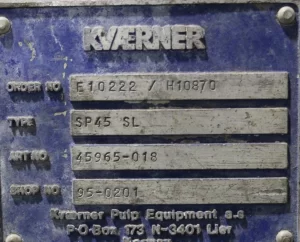 KVÆRNER
ORDER NO E10222 / H10870
TYPE SP45 SL
ART NO 45965-018
SHOP NO 95-0201
Kværner Pulp Equipment a.s
P.O.Box 173 N-3401 Lier
Norway